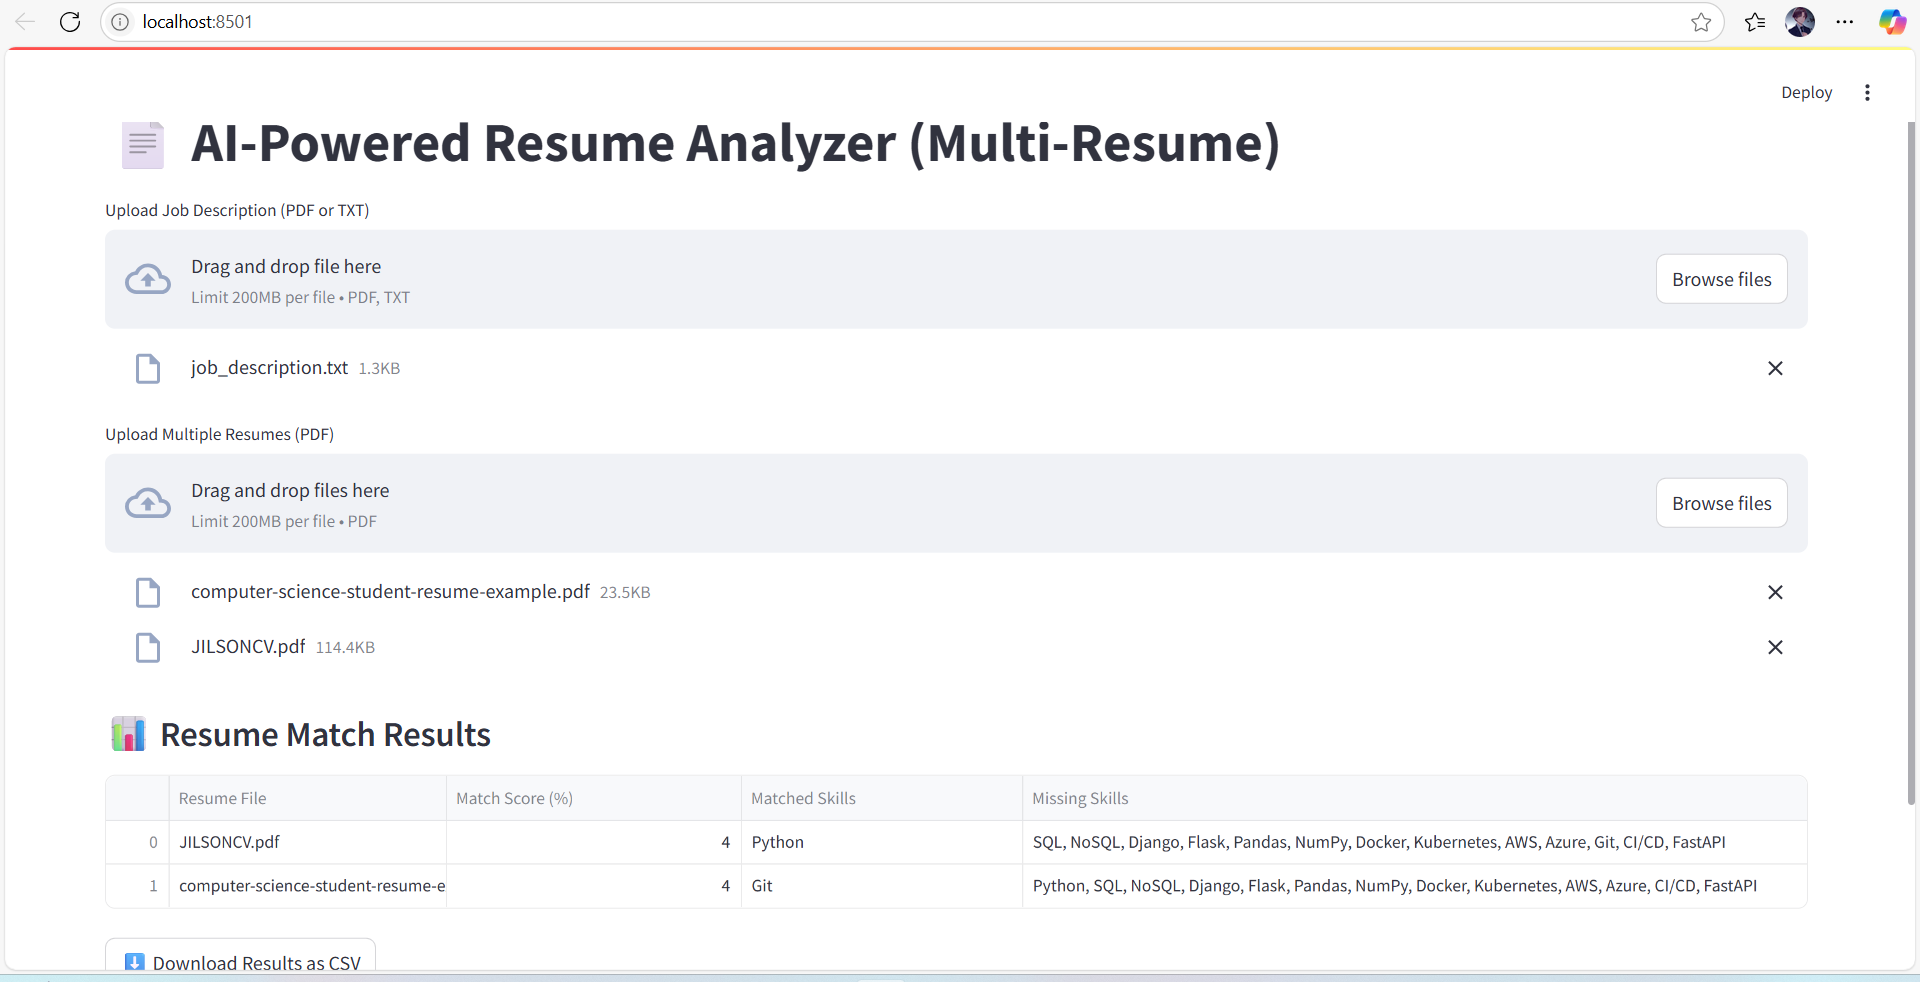 localhost:8501
Deploy
AI-Powered Resume Analyzer (Multi-Resume)
Upload Job Description (PDF or TXT)
Drag and drop file here
Limit 200MB per file • PDF, TXT
Browse files
job_description.txt 1.3KB
Upload Multiple Resumes (PDF)
Drag and drop files here
Limit 200MB per file • PDF
Browse files
computer-science-student-resume-example.pdf 23.5KB
JILSONCV.pdf 114.4KB
Resume Match Results
Resume File Match Score (%) Matched Skills Missing Skills
0 JILSONCV.pdf 4 Python SQL, NoSQL, Django, Flask, Pandas, NumPy, Docker, Kubernetes, AWS, Azure, Git, CI/CD, FastAPI
1 computer-science-student-resume-e 4 Git Python, SQL, NoSQL, Django, Flask, Pandas, NumPy, Docker, Kubernetes, AWS, Azure, CI/CD, FastAPI
Download Results as CSV